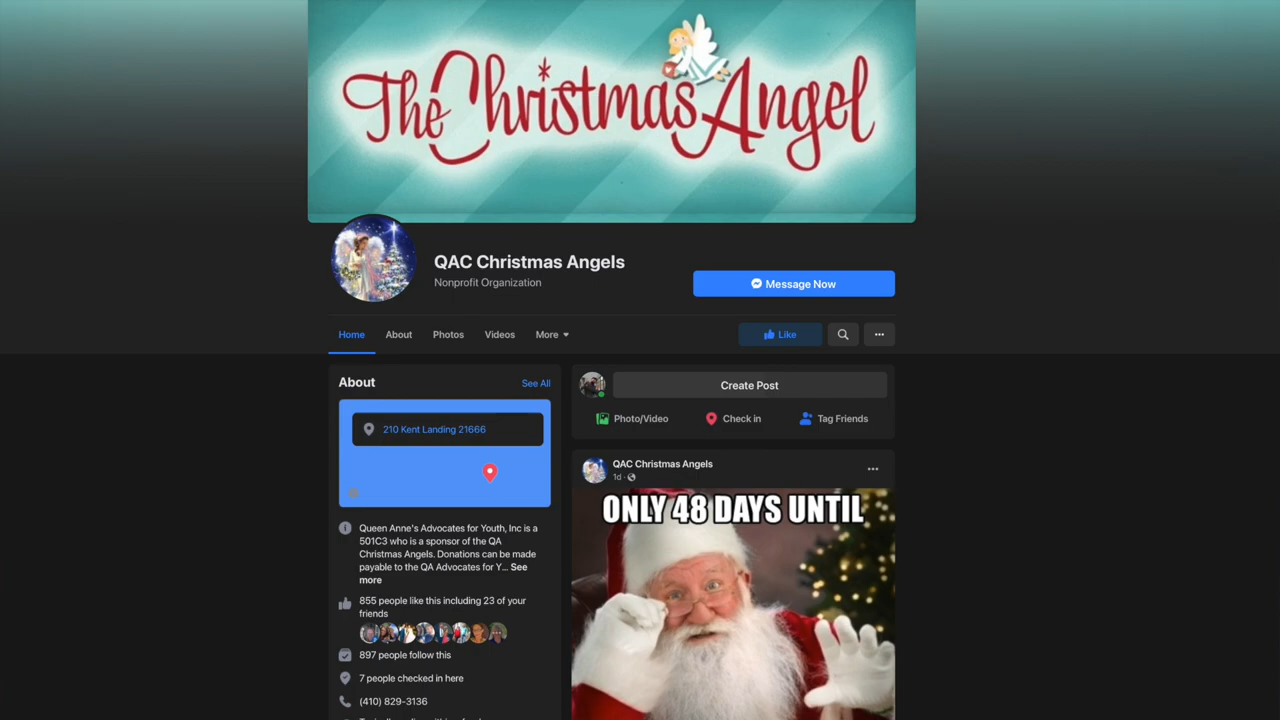 The Christmas Angel
QAC Christmas Angels
Nonprofit Organization
Message Now
Home
About
Photos
Videos
More
Like
About
See All
210 Kent Landing 21666
Queen Anne's Advocates for Youth, Inc is a
501C3 who is a sponsor of the QA
Christmas Angels. Donations can be made
payable to the QA Advocates for Y... See
more
855 people like this including 23 of your
friends
897 people follow this
7 people checked in here
(410) 829-3136
Create Post
Photo/Video
Check in
Tag Friends
QAC Christmas Angels
1d ·
ONLY 48 DAYS UNTIL